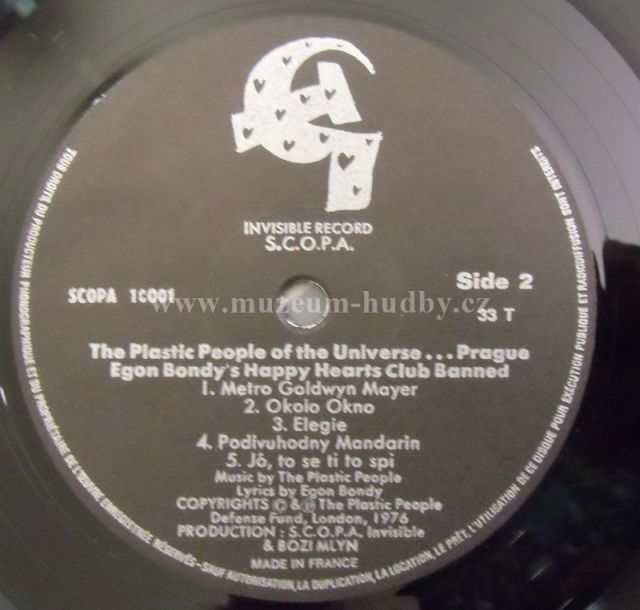 INVISIBLE RECORD
S.C.O.P.A.
SCOPA 10001
Side 2
33 T
www.muzeum-hudby.cz
The Plastic People of the Universe... Prague
Egon Bondy's Happy Hearts Club Banned
1. Metro Goldwyn Mayer
2. Okolo Okno
3. Elegie
4. Podivuhodny Mandarin
5. Jó, to se ti to spi
Music by The Plastic People
Lyrics by Egon Bondy
COPYRIGHTS © & ℗ The Plastic People
Defense Fund, London, 1976
PRODUCTION : S.C.O.P.A. Invisible
& BOZI MLYN
MADE IN FRANCE
TOUS DROITS DU PRODUCTEUR PHONOGRAPHIQUE ET DU PROPRIETAIRE DE L'OEUVRE ENREGISTREE RÉSERVÉS - SAUF AUTORISATION, LA DUPLICATION, LA LOCATION, LE PRÊT, L'UTILISATION DE CE DISQUE POUR EXÉCUTION PUBLIQUE ET RADIODIFFUSION SONT INTERDITS